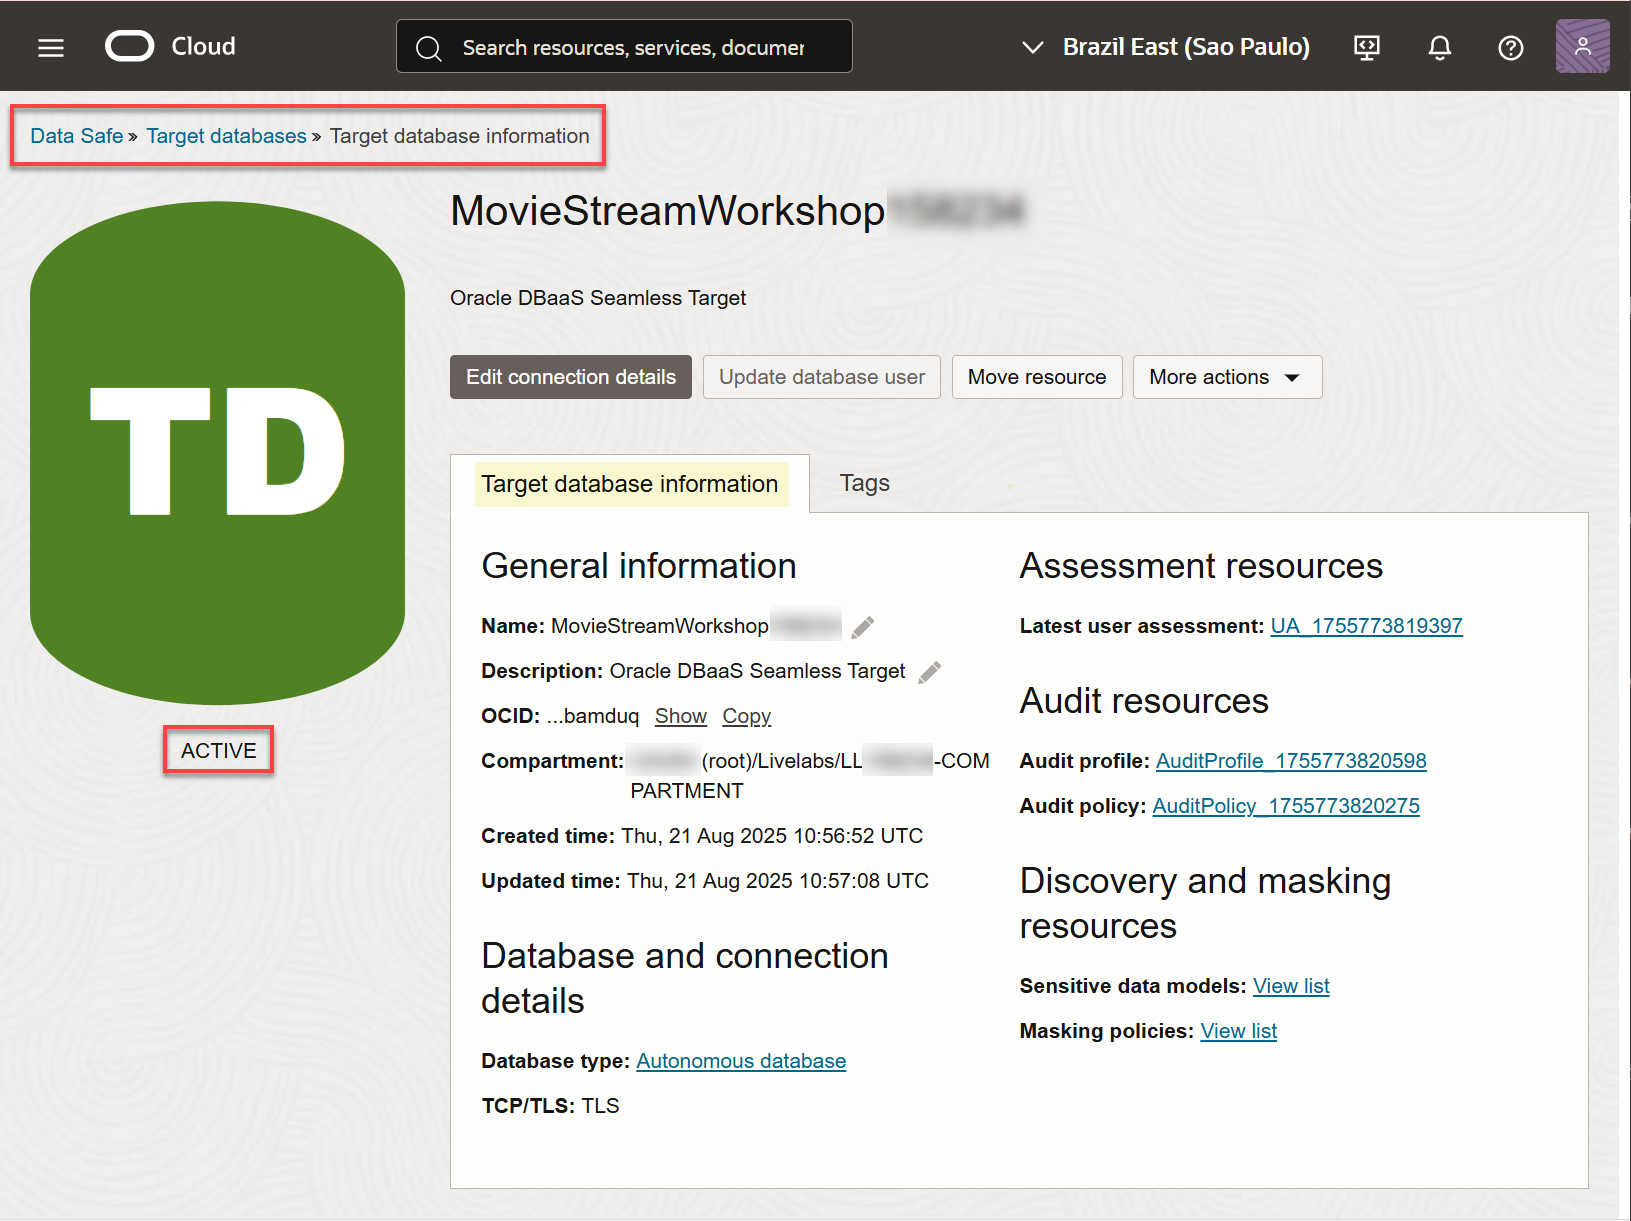 Cloud
Search resources, services, documer
Brazil East (Sao Paulo)
Data Safe » Target databases » Target database information
MovieStreamWorkshop
Oracle DBaaS Seamless Target
Edit connection details
Update database user
Move resource
More actions
TD
ACTIVE
Target database information
Tags
General information
Name: MovieStreamWorkshop
Description: Oracle DBaaS Seamless Target
OCID: ...bamduq Show Copy
Compartment: (root)/Livelabs/LL -COM
PARTMENT
Created time: Thu, 21 Aug 2025 10:56:52 UTC
Updated time: Thu, 21 Aug 2025 10:57:08 UTC
Database and connection
details
Database type: Autonomous database
TCP/TLS: TLS
Assessment resources
Latest user assessment: UA_1755773819397
Audit resources
Audit profile: AuditProfile_1755773820598
Audit policy: AuditPolicy_1755773820275
Discovery and masking
resources
Sensitive data models: View list
Masking policies: View list